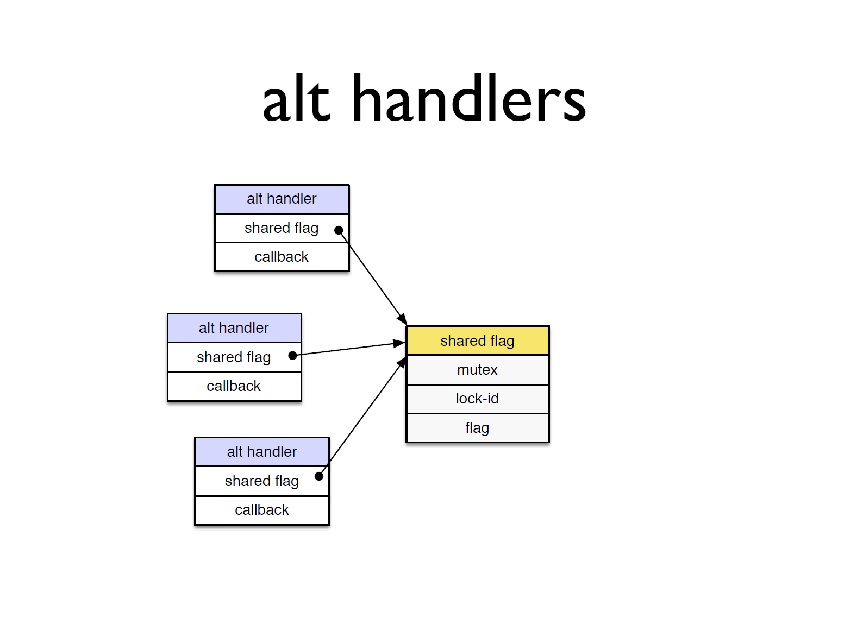 alt handlers
alt handler
shared flag
callback
alt handler
shared flag
callback
shared flag
mutex
lock-id
flag
alt handler
shared flag
callback